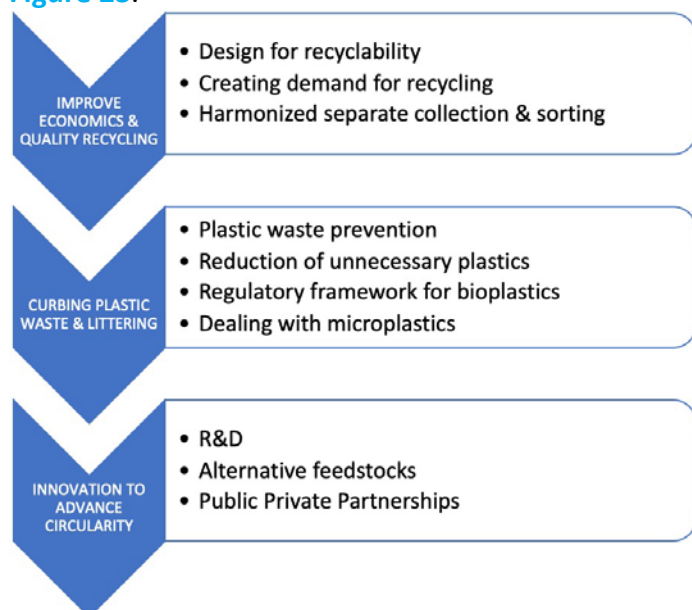 Figure 28.
• Design for recyclability
• Creating demand for recycling
• Harmonized separate collection & sorting
IMPROVE
ECONOMICS &
QUALITY RECYCLING
• Plastic waste prevention
• Reduction of unnecessary plastics
• Regulatory framework for bioplastics
• Dealing with microplastics
CURBING PLASTIC
WASTE & LITTERING
• R&D
• Alternative feedstocks
• Public Private Partnerships
INNOVATION TO
ADVANCE
CIRCULARITY